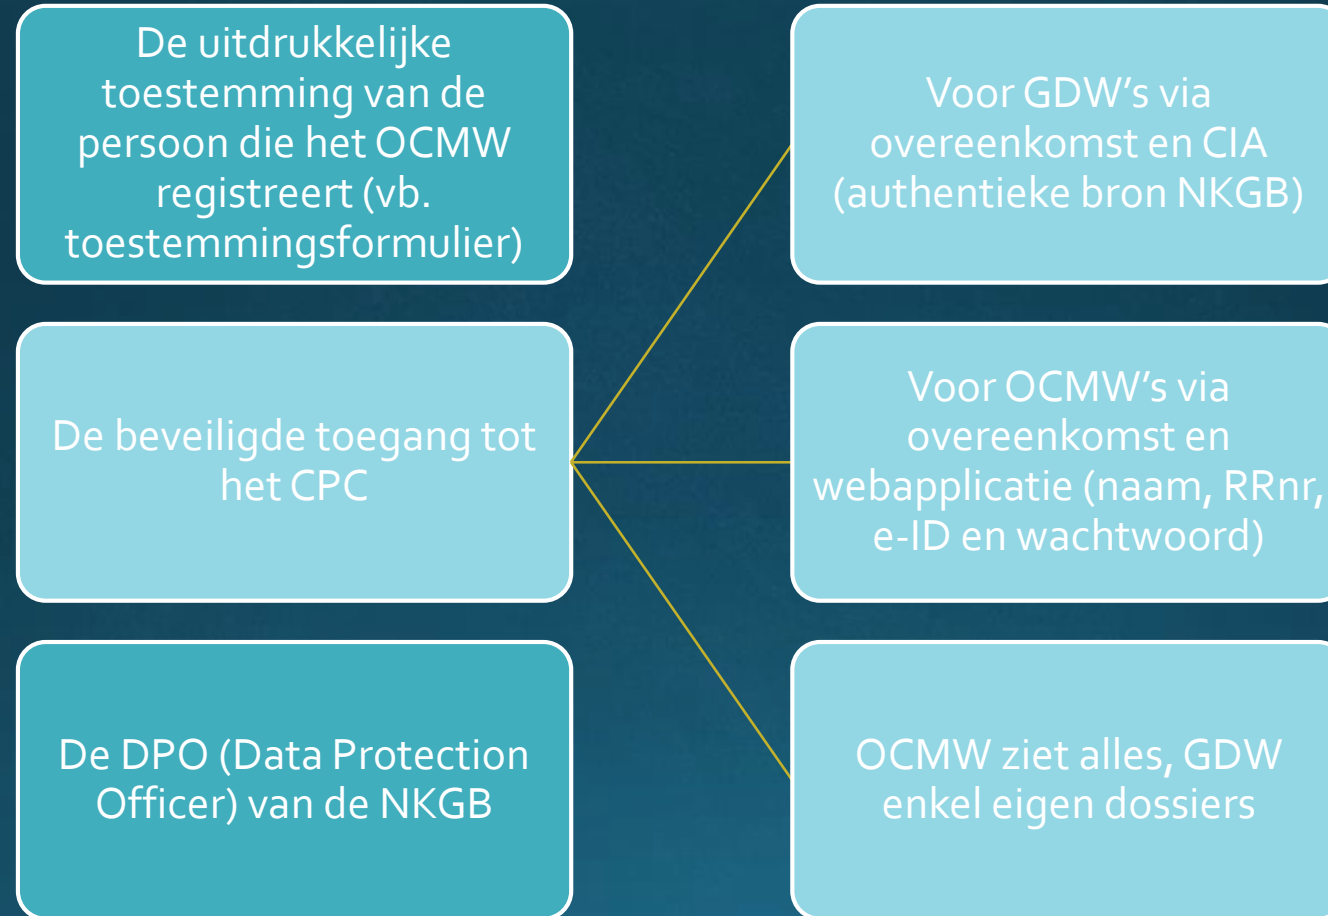 De uitdrukkelijke
toestemming van de
persoon die het OCMW
registreert (vb.
toestemmingsformulier)
De beveiligde toegang tot
het CPC
De DPO (Data Protection
Officer) van de NKGB
Voor GDW’s via
overeenkomst en CIA
(authentieke bron NKGB)
Voor OCMW’s via
overeenkomst en
webapplicatie (naam, RRnr,
e-ID en wachtwoord)
OCMW ziet alles, GDW
enkel eigen dossiers